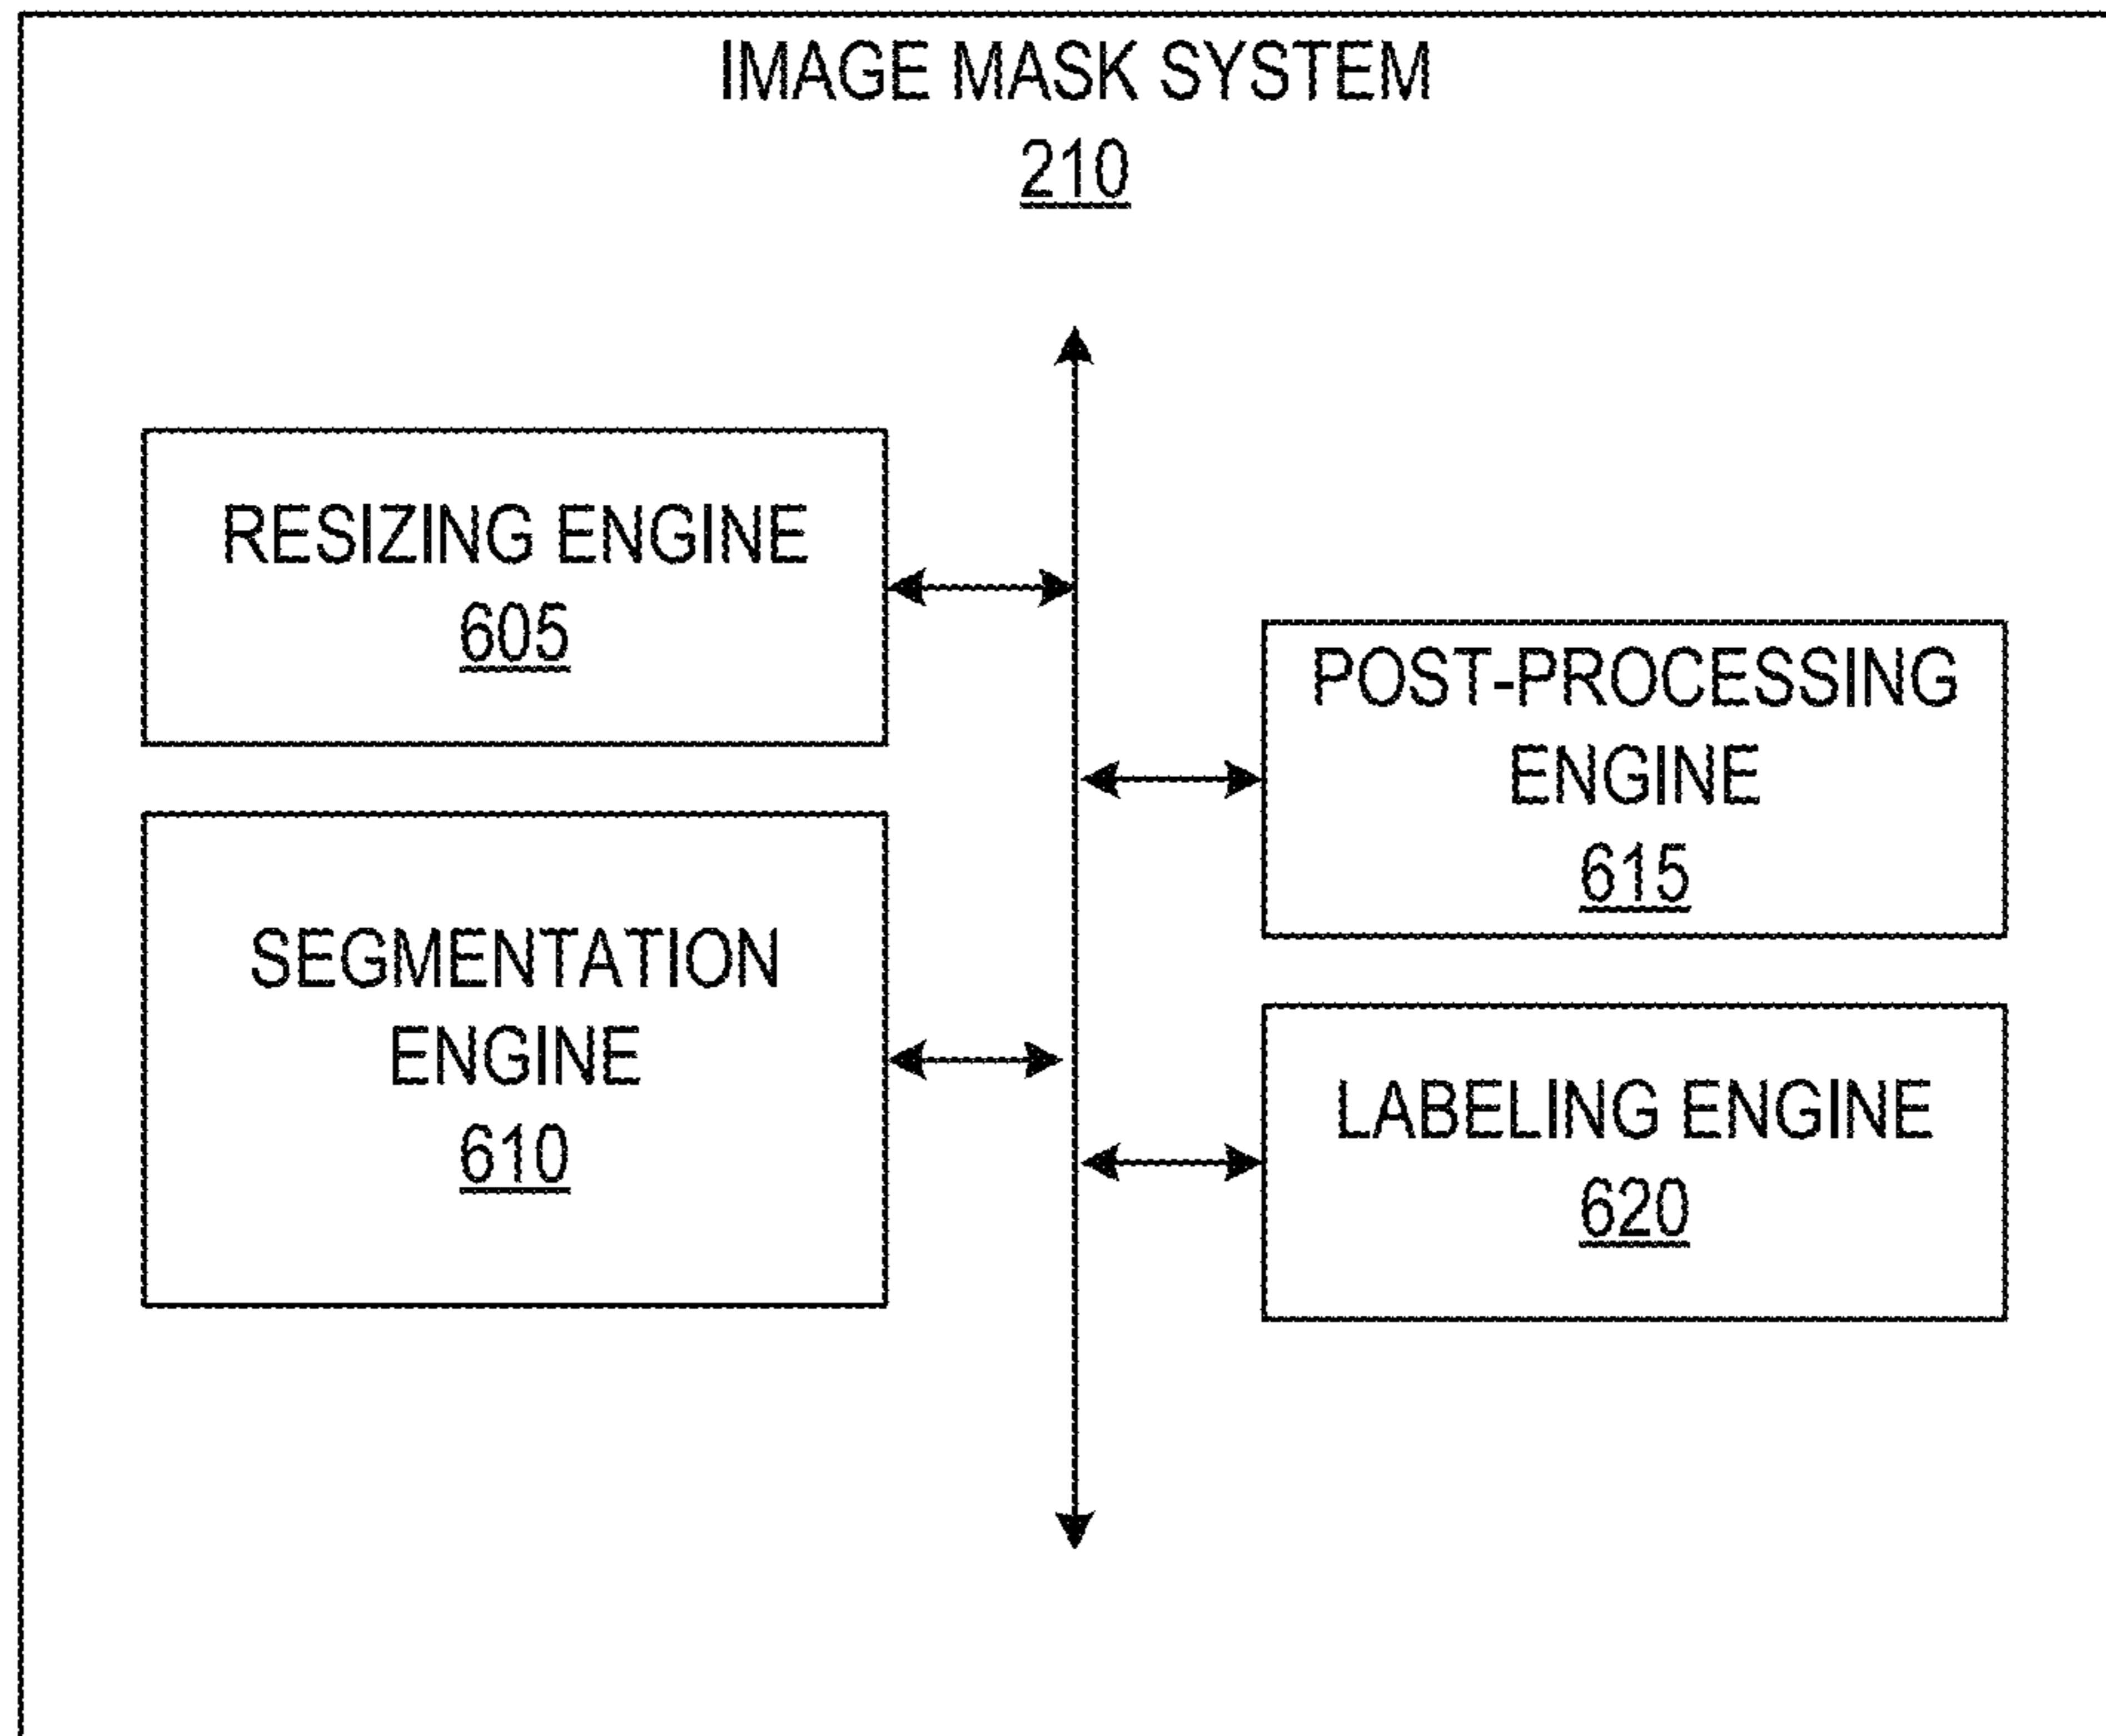 IMAGE MASK SYSTEM
210
RESIZING ENGINE
605
SEGMENTATION
ENGINE
610
POST-PROCESSING
ENGINE
615
LABELING ENGINE
620